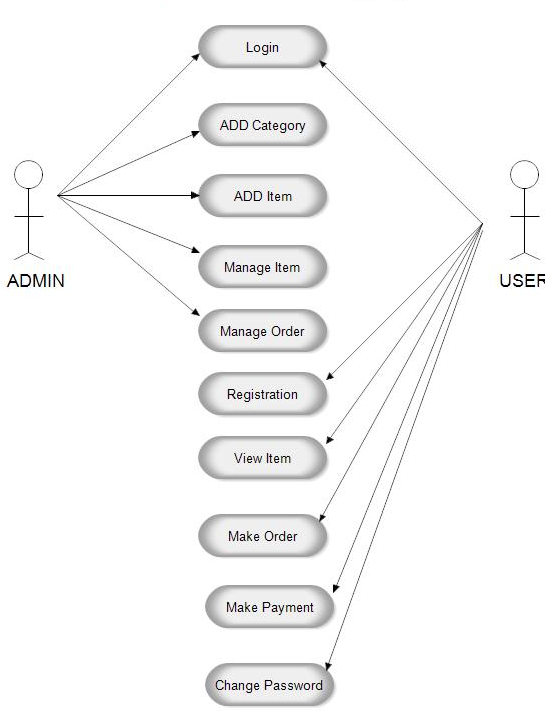 Login
ADD Category
ADD Item
Manage Item
ADMIN
USER
Manage Order
Registration
View Item
Make Order
Make Payment
Change Password